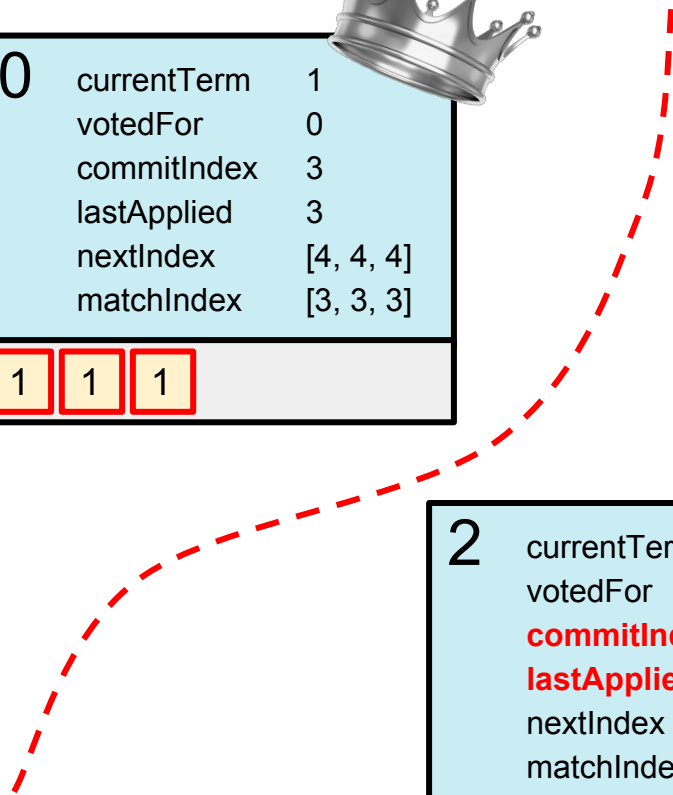 0
currentTerm 1
votedFor 0
commitIndex 3
lastApplied 3
nextIndex [4, 4, 4]
matchIndex [3, 3, 3]
1 1 1
2
votedFor
nextIndex